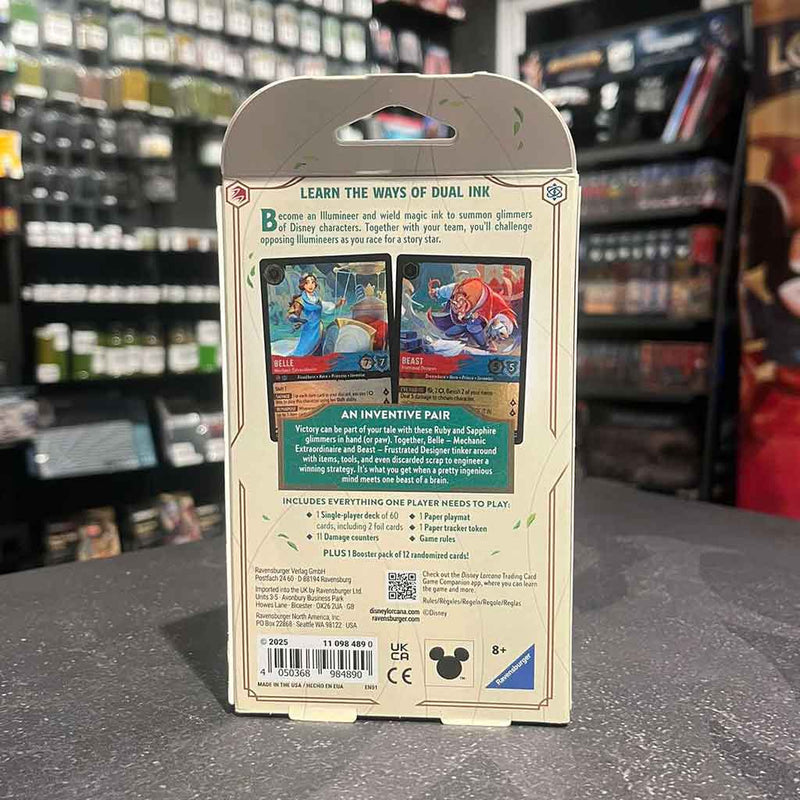 LEARN THE WAYS OF DUAL INK
Become an Illumineer and wield magic ink to summon glimmers
of Disney characters. Together with your team, you'll challenge
opposing Illumineers as you race for a story star.
BELLE
Mechanic Extraordinaire
7 7
BEAST
Frustrated Designer
5 5
AN INVENTIVE PAIR
Victory can be part of your tale with these Ruby and Sapphire
glimmers in hand (or paw). Together, Belle – Mechanic
Extraordinaire and Beast – Frustrated Designer tinker around
with items, tools, and even discarded scrap to engineer a
winning strategy. It's what you get when a pretty ingenious
mind meets one beast of a brain.
INCLUDES EVERYTHING ONE PLAYER NEEDS TO PLAY:
◆ 1 Single-player deck of 60
cards, including 2 foil cards
◆ 11 Damage counters
◆ 1 Paper playmat
◆ 1 Paper tracker token
◆ Game rules
PLUS 1 Booster pack of 12 randomized cards!
Ravensburger Verlag GmbH
Postfach 24 60 · D-88194 Ravensburg
Imported into the UK by Ravensburger Ltd.
Units 3-5 · Avonbury Business Park
Howes Lane · Bicester · OX26 2UA · GB
Ravensburger North America, Inc.
PO Box 22868 · Seattle WA 98122 · USA
Check out the Disney Lorcana Trading Card
Game Companion app, where you can learn
the game and more.
Rules/Règles/Regeln/Regole/Reglas
disneylorcana.com
ravensburger.com
©Disney
© 2025
11 098 489 0
4 050368 984890
MADE IN THE USA / HECHO EN EUA
EN01
UK
CA
CE
TM
8+
Ravensburger